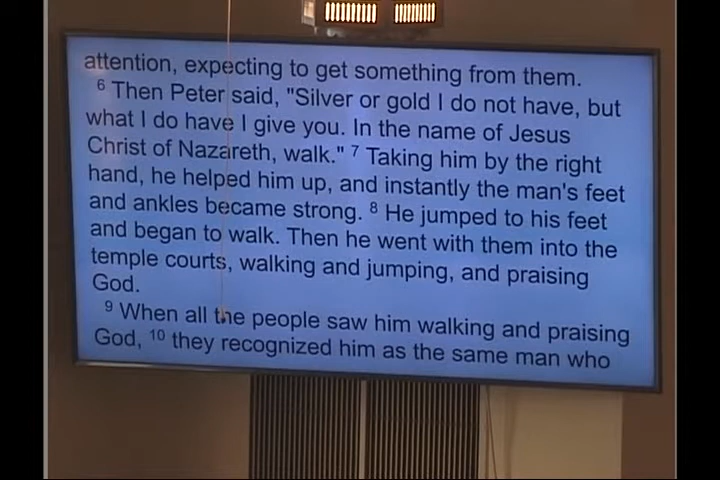 attention, expecting to get something from them.
6 Then Peter said, "Silver or gold I do not have, but
what I do have I give you. In the name of Jesus
Christ of Nazareth, walk." 7 Taking him by the right
hand, he helped him up, and instantly the man's feet
and ankles became strong. 8 He jumped to his feet
and began to walk. Then he went with them into the
temple courts, walking and jumping, and praising
God.
9 When all the people saw him walking and praising
God, 10 they recognized him as the same man who